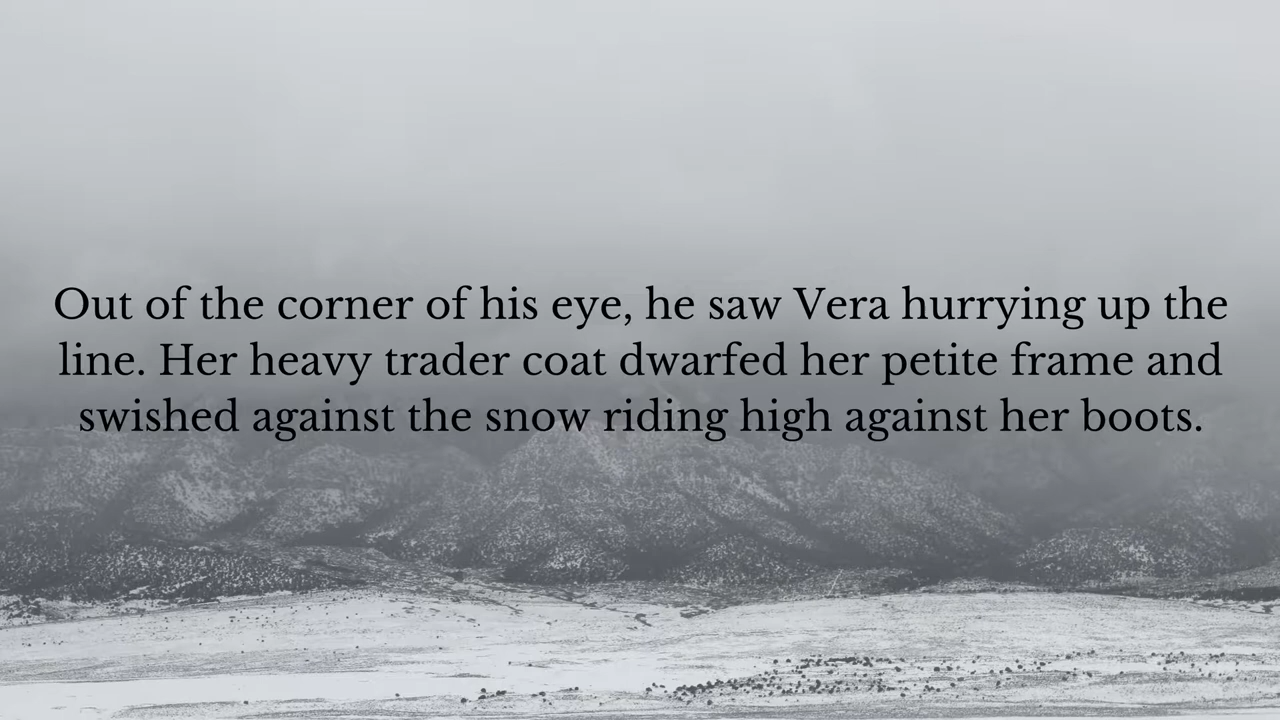 Out of the corner of his eye, he saw Vera hurrying up the
line. Her heavy trader coat dwarfed her petite frame and
swished against the snow riding high against her boots.